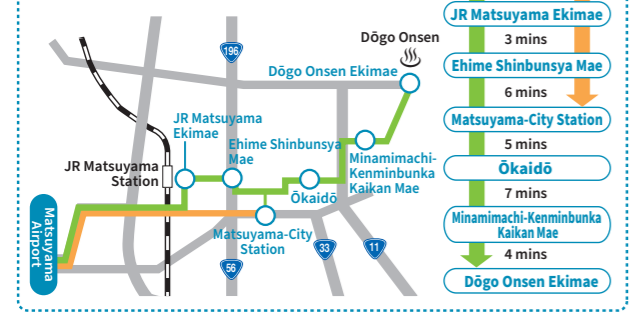 196
Dōgo Onsen
Dōgo Onsen Ekimae
JR Matsuyama
Ekimae
Ehime Shinbunsya
Mae
JR Matsuyama
Station
Minamimachi-
Kenminbunka
Kaikan Mae
Ōkaidō
Matsuyama
Airport
Matsuyama-City
Station
33
11
56
JR Matsuyama Ekimae
3 mins
Ehime Shinbunsya Mae
6 mins
Matsuyama-City Station
5 mins
Ōkaidō
7 mins
Minamimachi-Kenminbunka
Kaikan Mae
4 mins
Dōgo Onsen Ekimae